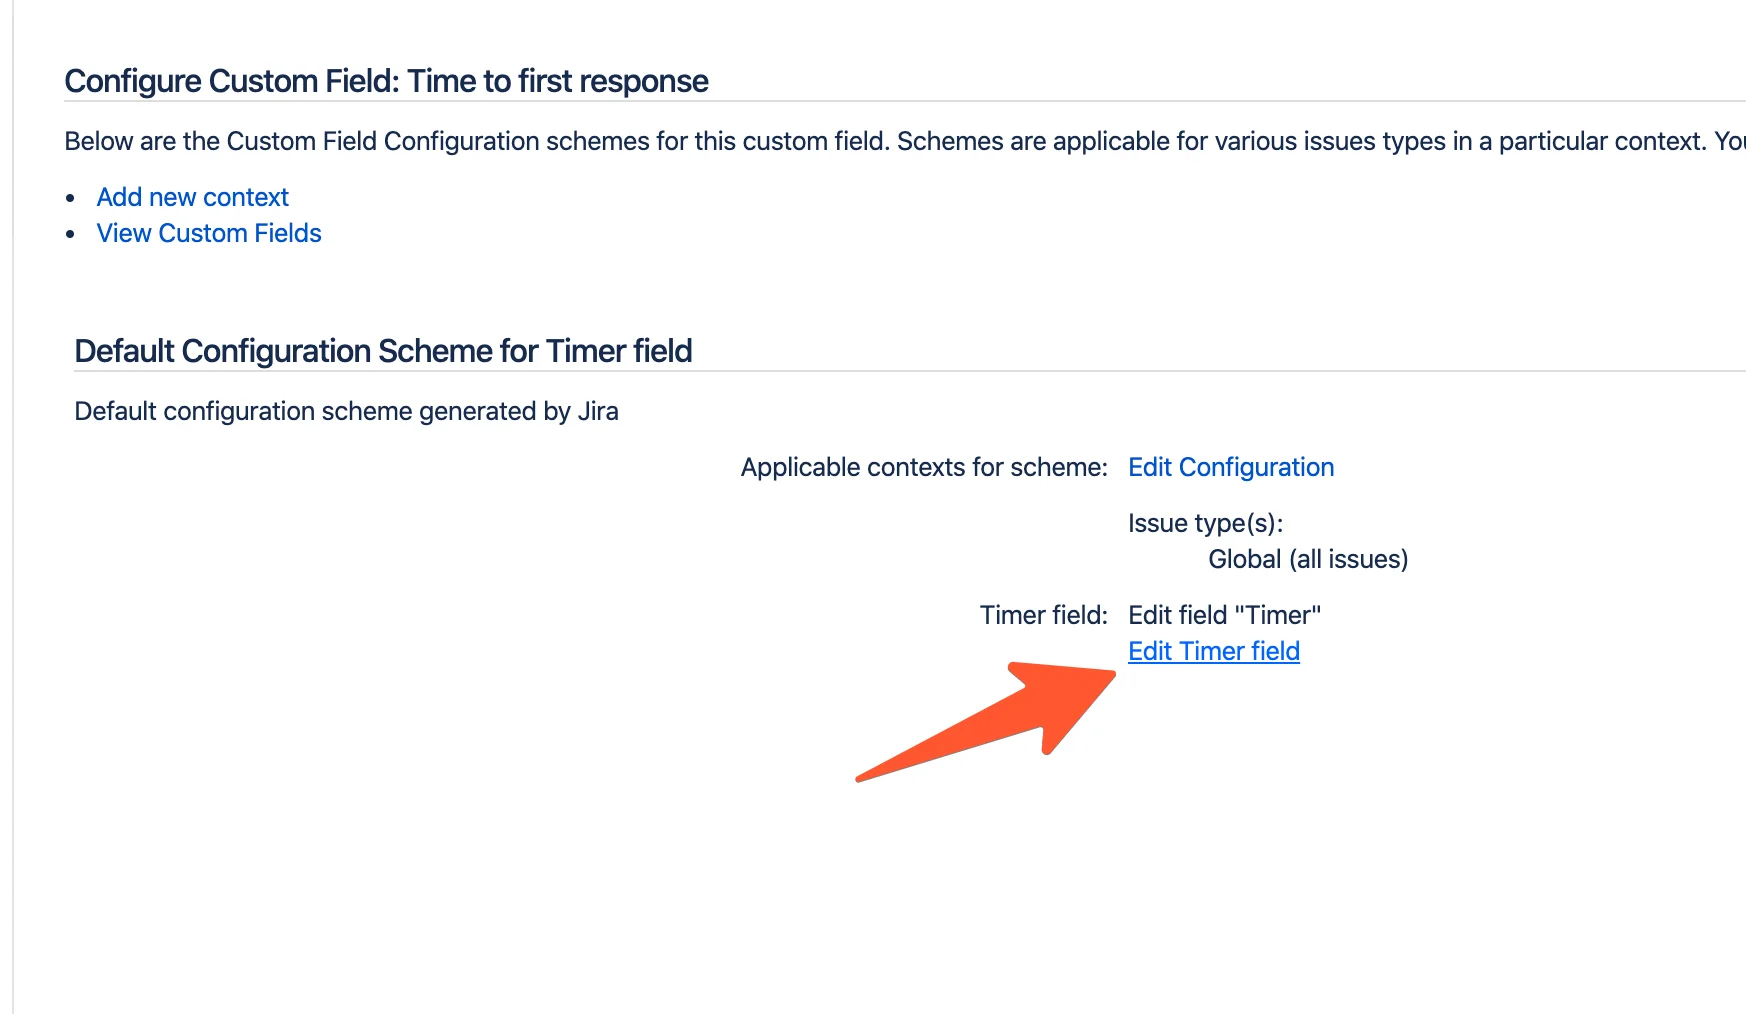 Configure Custom Field: Time to first response
Below are the Custom Field Configuration schemes for this custom field. Schemes are applicable for various issues types in a particular context. You
Add new context
View Custom Fields
Default Configuration Scheme for Timer field
Default configuration scheme generated by Jira
Applicable contexts for scheme: Edit Configuration
Issue type(s):
Global (all issues)
Timer field: Edit field "Timer"
Edit Timer field